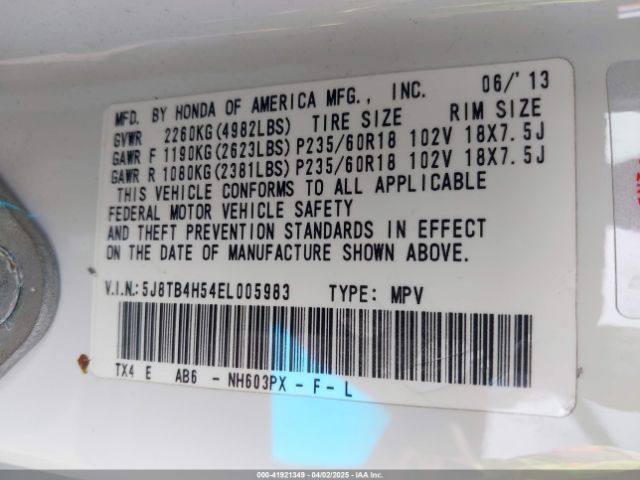 MFD. BY HONDA OF AMERICA MFG., INC. 06/'13
GVWR 2260KG(4982LBS) TIRE SIZE RIM SIZE
GAWR F 1190KG(2623LBS) P235/60R18 102V 18X7.5J
GAWR R 1080KG(2381LBS) P235/60R18 102V 18X7.5J
THIS VEHICLE CONFORMS TO ALL APPLICABLE
FEDERAL MOTOR VEHICLE SAFETY
AND THEFT PREVENTION STANDARDS IN EFFECT
ON THE DATE OF MANUFACTURE SHOWN ABOVE.
V.I.N.:5J8TB4H54EL005983 TYPE: MPV
TX4 E AB6 - NH603PX - F - L
000-41921349 | 04/02/2025 | IAA Inc.